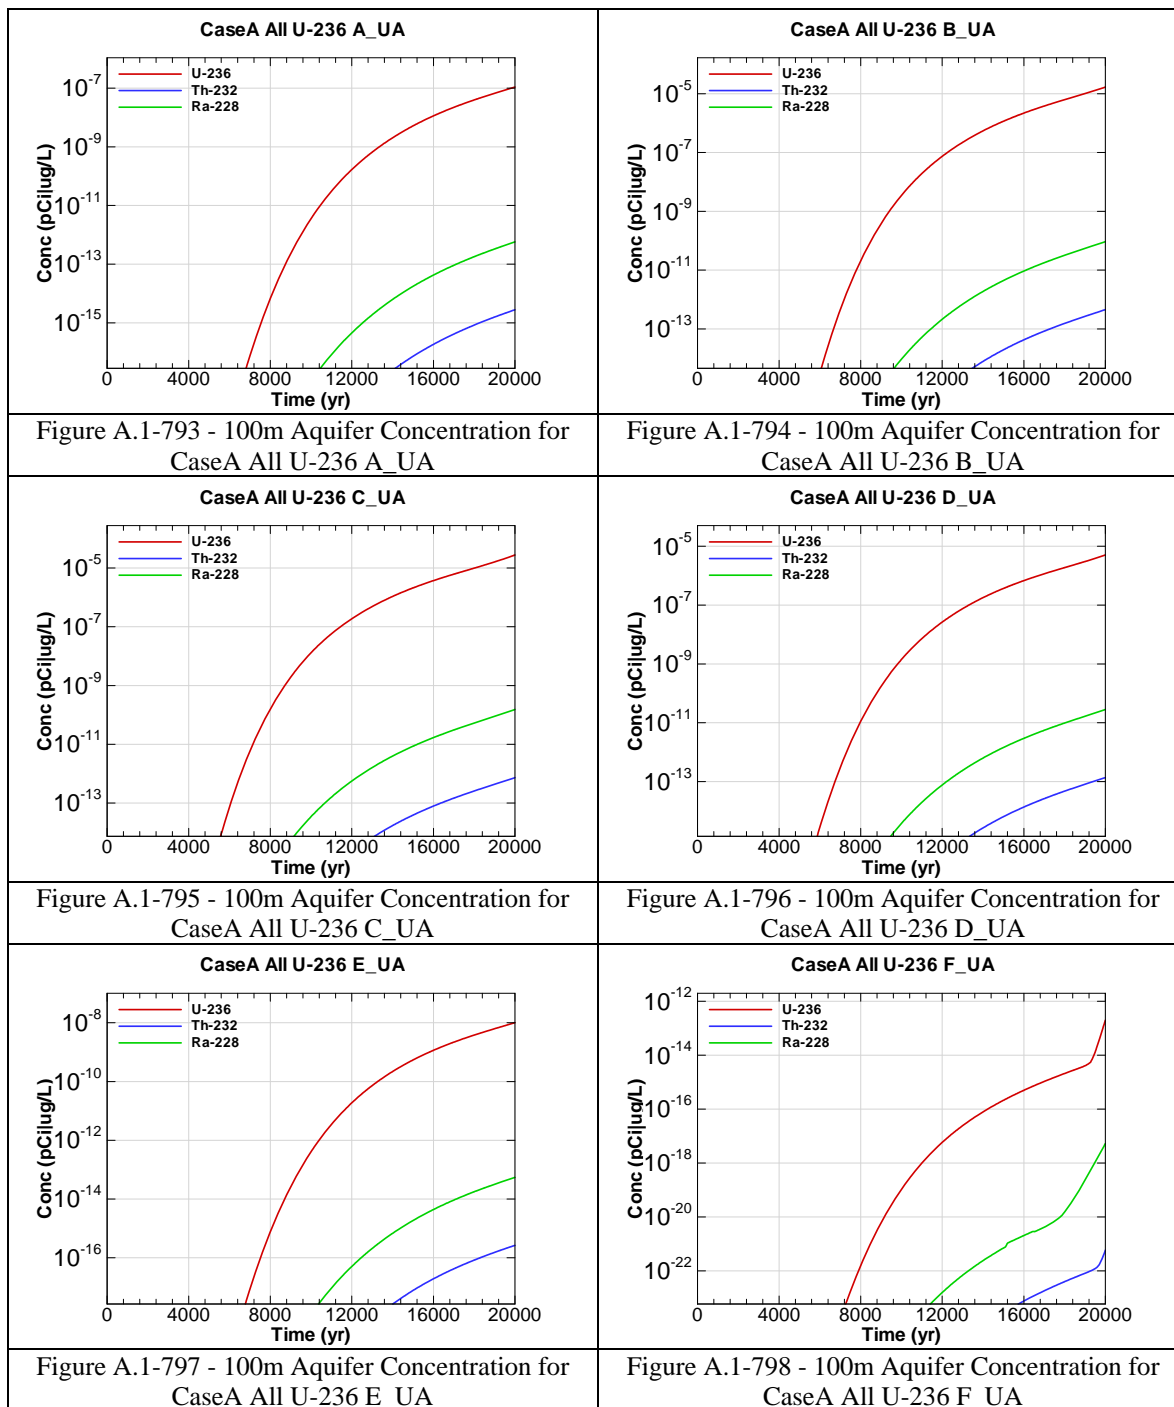 CaseA All U-236 A_UA
U-236
Th-232
Ra-228
10-7
10-9
10-11
10-13
10-15
Conc (pCi|ug/L)
0 4000 8000 12000 16000 20000
Time (yr)
Figure A.1-793 - 100m Aquifer Concentration for
CaseA All U-236 A_UA
CaseA All U-236 B_UA
U-236
Th-232
Ra-228
10-5
10-7
10-9
10-11
10-13
Conc (pCi|ug/L)
0 4000 8000 12000 16000 20000
Time (yr)
Figure A.1-794 - 100m Aquifer Concentration for
CaseA All U-236 B_UA
CaseA All U-236 C_UA
U-236
Th-232
Ra-228
10-5
10-7
10-9
10-11
10-13
Conc (pCi|ug/L)
0 4000 8000 12000 16000 20000
Time (yr)
Figure A.1-795 - 100m Aquifer Concentration for
CaseA All U-236 C_UA
CaseA All U-236 D_UA
U-236
Th-232
Ra-228
10-5
10-7
10-9
10-11
10-13
Conc (pCi|ug/L)
0 4000 8000 12000 16000 20000
Time (yr)
Figure A.1-796 - 100m Aquifer Concentration for
CaseA All U-236 D_UA
CaseA All U-236 E_UA
U-236
Th-232
Ra-228
10-8
10-10
10-12
10-14
10-16
Conc (pCi|ug/L)
0 4000 8000 12000 16000 20000
Time (yr)
Figure A.1-797 - 100m Aquifer Concentration for
CaseA All U-236 E_UA
CaseA All U-236 F_UA
U-236
Th-232
Ra-228
10-12
10-14
10-16
10-18
10-20
10-22
Conc (pCi|ug/L)
0 4000 8000 12000 16000 20000
Time (yr)
Figure A.1-798 - 100m Aquifer Concentration for
CaseA All U-236 F_UA